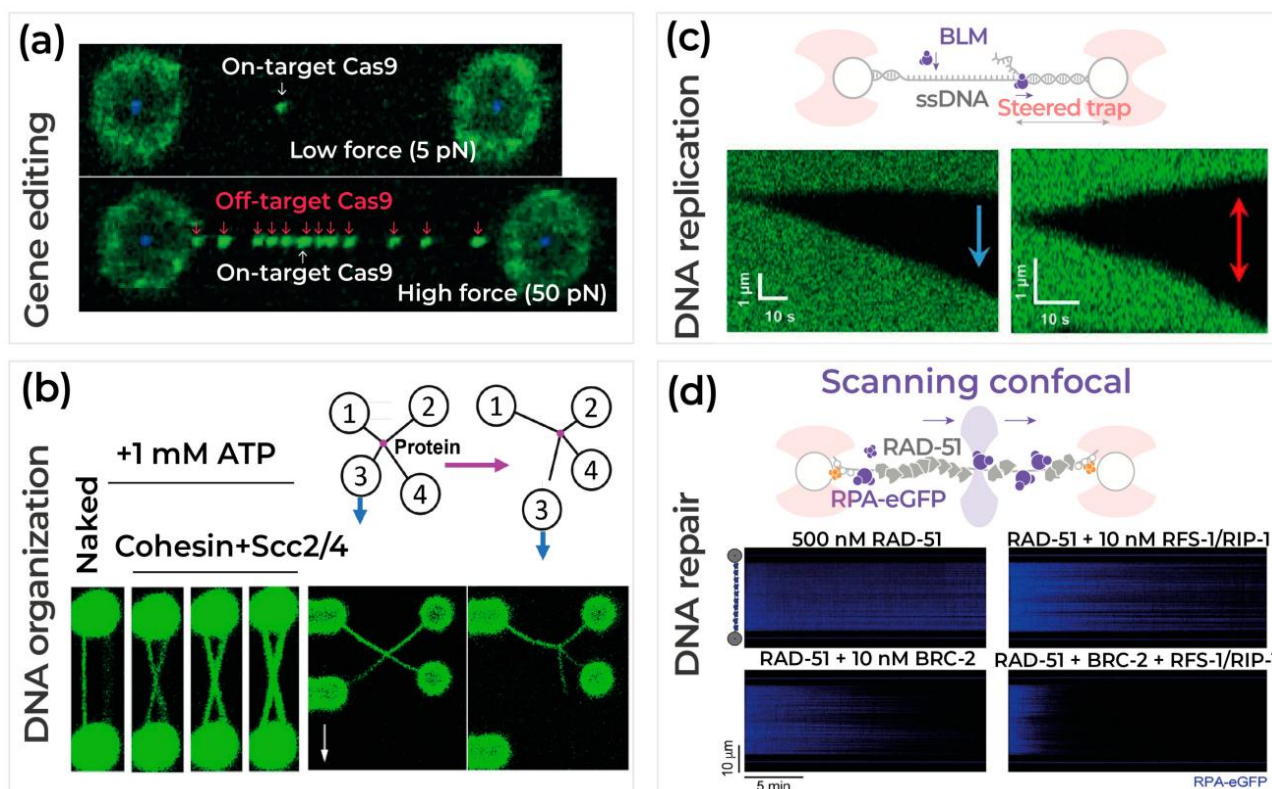 (a)
Gene editing
On-target Cas9
Low force (5 pN)
Off-target Cas9
On-target Cas9
High force (50 pN)
(b)
DNA organization
Naked
+1 mM ATP
Cohesin+Scc2/4
1
2
Protein
3
4
1
2
4
3
(c)
DNA replication
BLM
ssDNA
Steered trap
1 μm
10 s
1 μm
10 s
(d)
DNA repair
Scanning confocal
RAD-51
RPA-eGFP
500 nM RAD-51
RAD-51 + 10 nM RFS-1/RIP-1
RAD-51 + 10 nM BRC-2
RAD-51 + BRC-2 + RFS-1/RIP-1
10 μm
5 min
RPA-eGFP